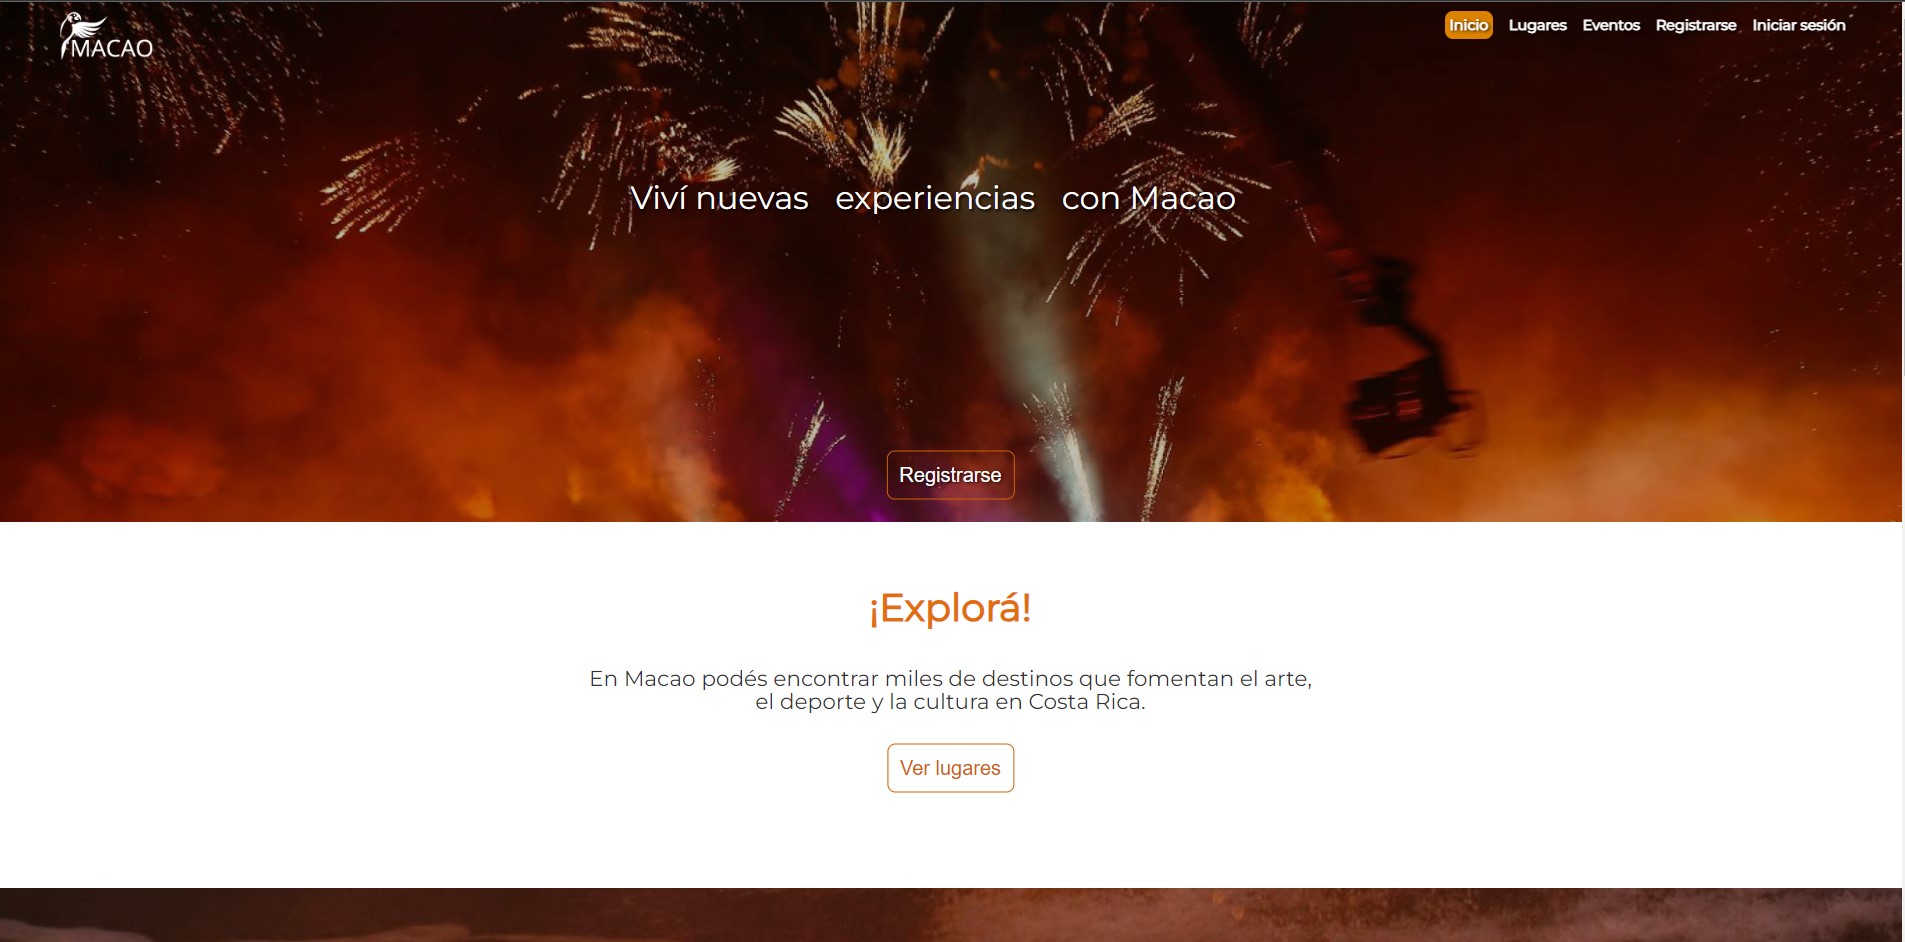 MACAO
Inicio Lugares Eventos Registrarse Iniciar sesión
Viví nuevas experiencias con Macao
Registrarse
¡Explorá!
En Macao podés encontrar miles de destinos que fomentan el arte,
el deporte y la cultura en Costa Rica.
Ver lugares